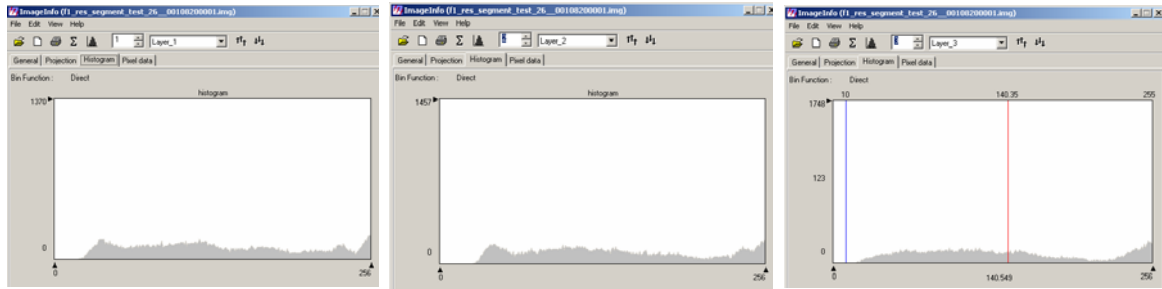 ImageInfo (f1_res_segment_test_26__00108200001.img)
File Edit View Help
1 Layer_1
General Projection Histogram Pixel data
Bin Function : Direct
histogram
1370
0
0 256
ImageInfo (f1_res_segment_test_26__00108200001.img)
File Edit View Help
Layer_2
General Projection Histogram Pixel data
Bin Function : Direct
histogram
1457
0
0 256
ImageInfo (f1_res_segment_test_26__00108200001.img)
File Edit View Help
Layer_3
General Projection Histogram Pixel data
Bin Function : Direct
10 140.35 255
1748
123
0
0 140.549 256